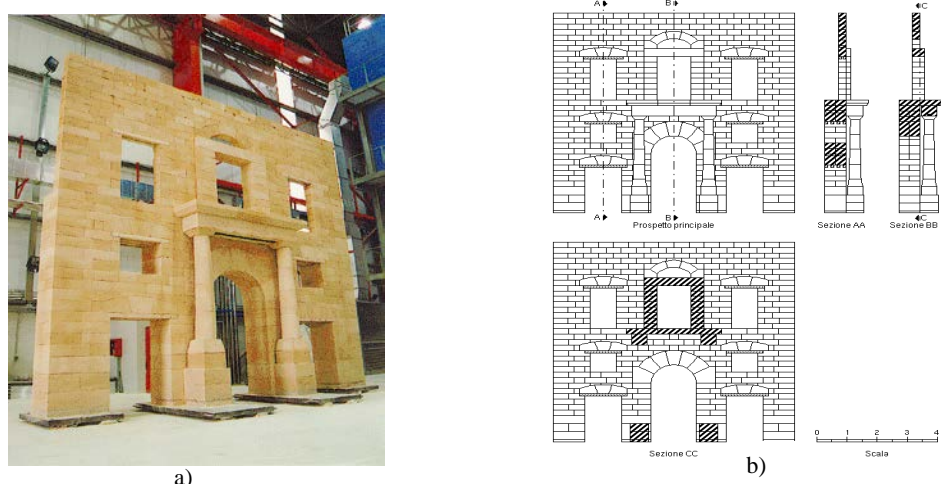 A
B
C
A
B
C
Prospetto principale
Sezione AA
Sezione BB
Sezione CC
0 1 2 3 4
Scala
a)
b)